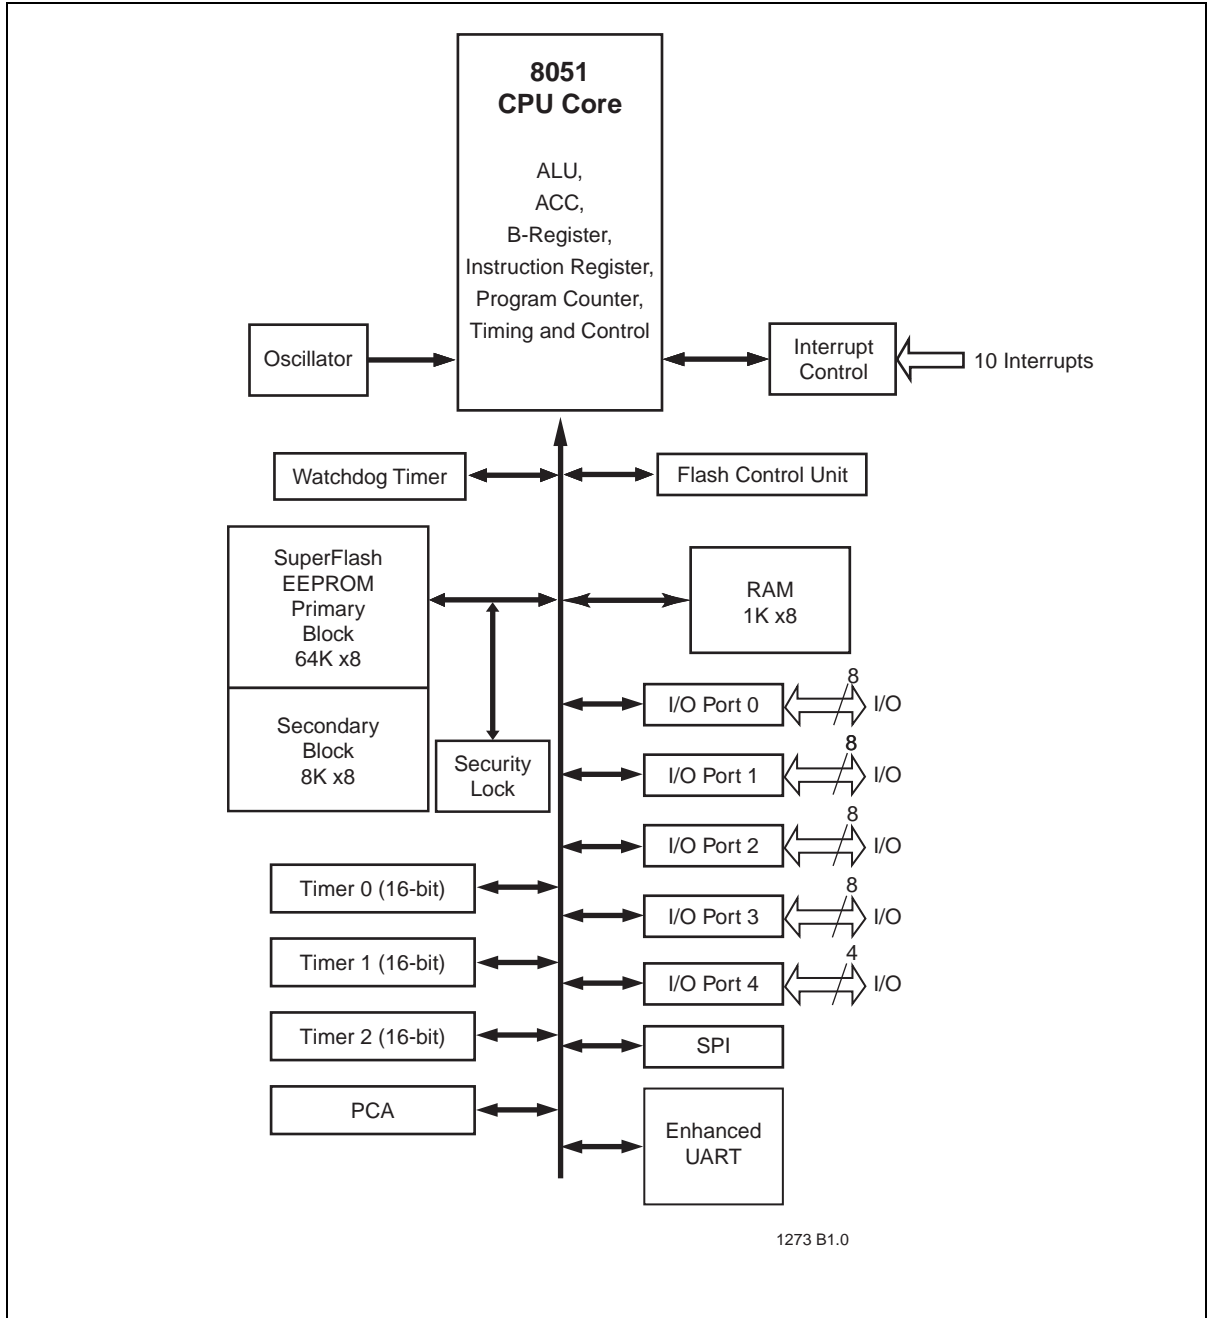 8051
CPU Core
ALU,
ACC,
B-Register,
Instruction Register,
Program Counter,
Timing and Control
Oscillator
Interrupt
Control
10 Interrupts
Watchdog Timer
Flash Control Unit
SuperFlash
EEPROM
Primary
Block
64K x8
RAM
1K x8
Secondary
Block
8K x8
Security
Lock
I/O Port 0
8
I/O
I/O Port 1
8
I/O
I/O Port 2
8
I/O
I/O Port 3
8
I/O
I/O Port 4
4
I/O
Timer 0 (16-bit)
Timer 1 (16-bit)
Timer 2 (16-bit)
PCA
SPI
Enhanced
UART
1273 B1.0